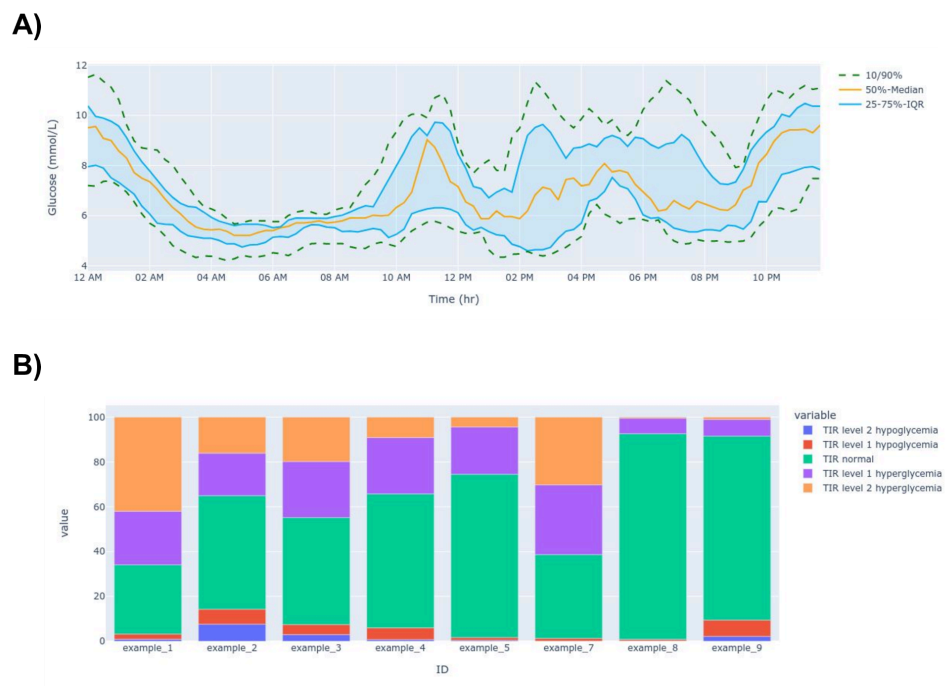 A)
12
10
8
6
4
Glucose (mmol/L)
12 AM 02 AM 04 AM 06 AM 08 AM 10 AM 12 PM 02 PM 04 PM 06 PM 08 PM 10 PM
Time (hr)
10/90%
50%-Median
25-75%-IQR
B)
100
80
60
40
20
0
value
example_1 example_2 example_3 example_4 example_5 example_7 example_8 example_9
ID
variable
TIR level 2 hypoglycemia
TIR level 1 hypoglycemia
TIR normal
TIR level 1 hyperglycemia
TIR level 2 hyperglycemia